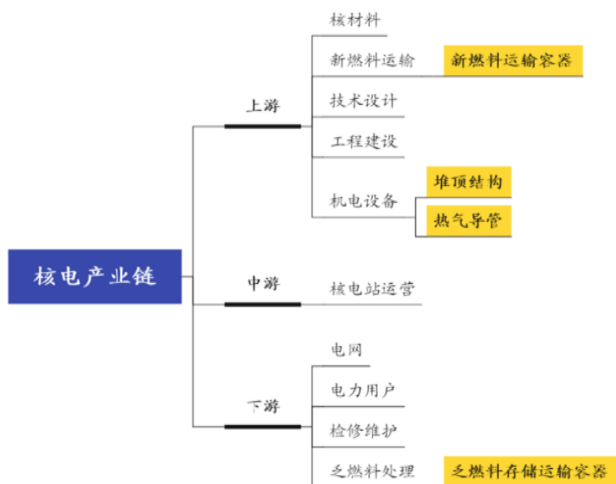 核电产业链
上游
核材料
新燃料运输
新燃料运输容器
技术设计
工程建设
机电设备
堆顶结构
热气导管
中游
核电站运营
下游
电网
电力用户
检修维护
乏燃料处理
乏燃料存储运输容器